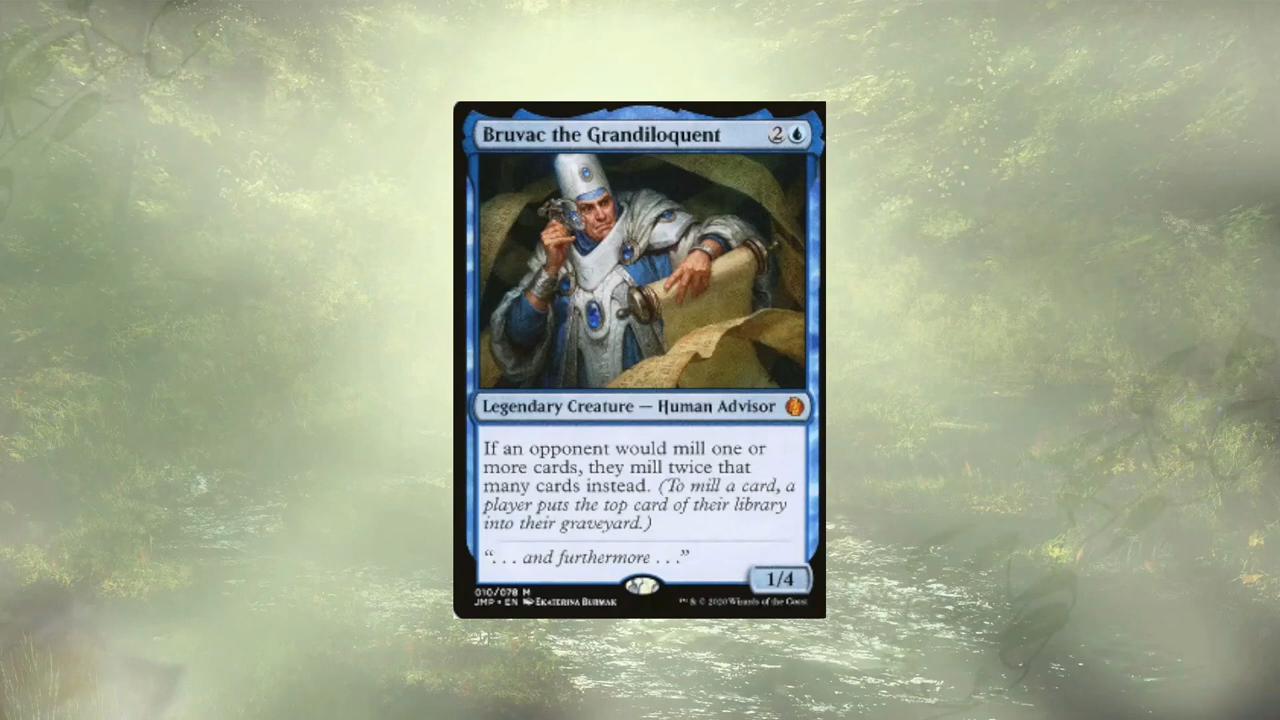 Bruvac the Grandiloquent 2
Legendary Creature — Human Advisor
If an opponent would mill one or
more cards, they mill twice that
many cards instead. (To mill a card, a
player puts the top card of their library
into their graveyard.)
“. . . and furthermore . . .”
1/4
010/078 M
JMP • EN Ekaterina Burmak
™ & © 2020 Wizards of the Coast